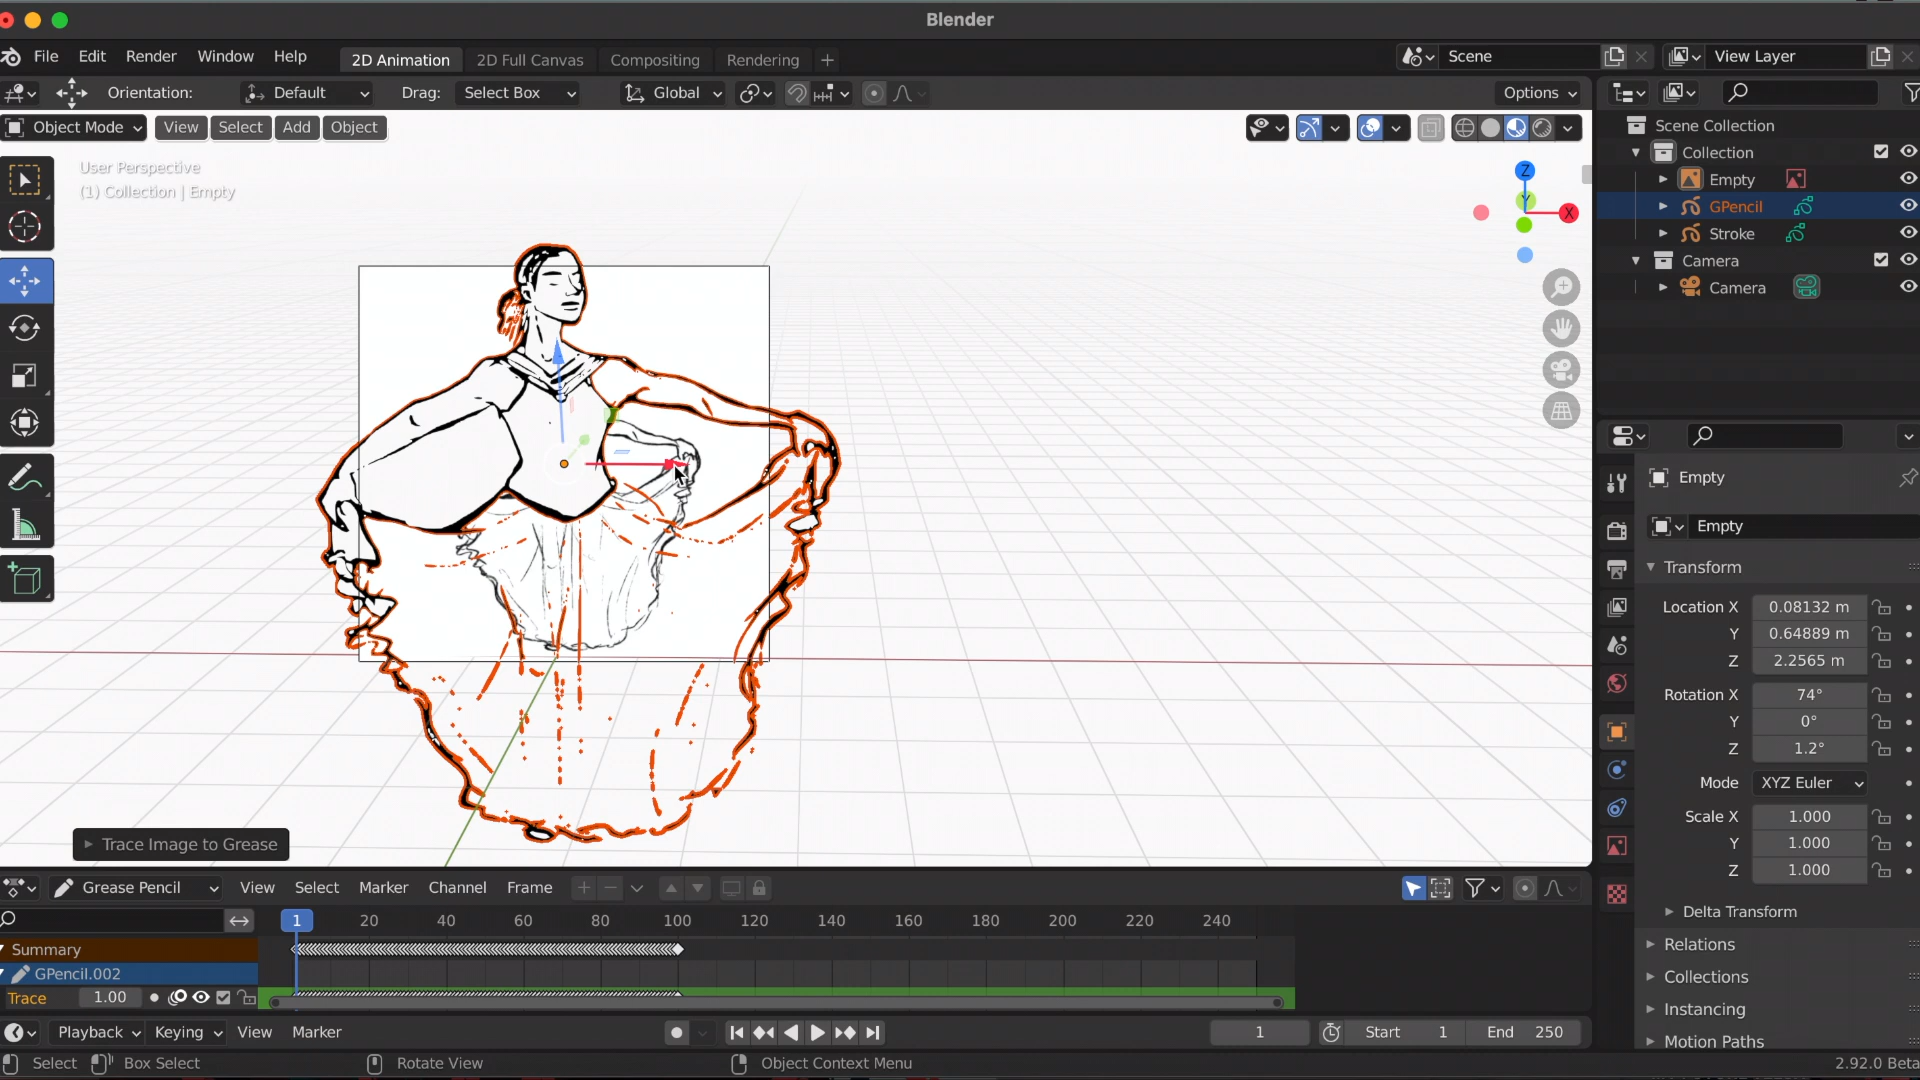 Blender
File Edit Render Window Help 2D Animation 2D Full Canvas Compositing Rendering + Scene View Layer
Orientation: Default Drag: Select Box Global Options
Object Mode View Select Add Object
User Perspective
(1) Collection | Empty
Z
Y
X
Scene Collection
Collection
Empty
GPencil
Stroke
Camera
Camera
Empty
Empty
Transform
Location X 0.08132 m
Y 0.64889 m
Z 2.2565 m
Rotation X 74°
Y 0°
Z 1.2°
Mode XYZ Euler
Scale X 1.000
Y 1.000
Z 1.000
Delta Transform
Relations
Collections
Instancing
Motion Paths
Trace Image to Grease
Grease Pencil View Select Marker Channel Frame
1 20 40 60 80 100 120 140 160 180 200 220 240
Summary
GPencil.002
Trace 1.00
Playback Keying View Marker 1 Start 1 End 250
Select Box Select Rotate View Object Context Menu 2.92.0 Beta